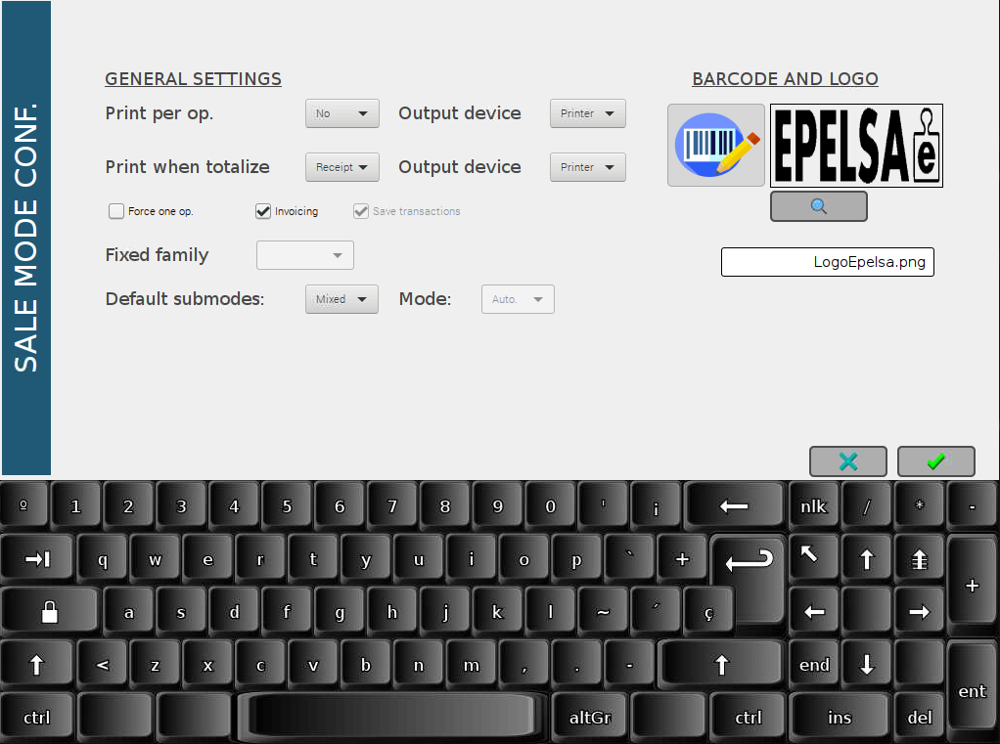 SALE MODE CONF.
GENERAL SETTINGS
BARCODE AND LOGO
Print per op. No Output device Printer
EPELSA e
Print when totalize Receipt Output device Printer
Force one op. Invoicing Save transactions
Fixed family
LogoEpelsa.png
Default submodes: Mixed Mode: Auto.
º 1 2 3 4 5 6 7 8 9 0 ' ¡ nlk / * -
q w e r t y u i o p ` + +
a s d f g h j k l ~ ´ ç
< z x c v b n m , . - end
ent
ctrl altGr ctrl ins del